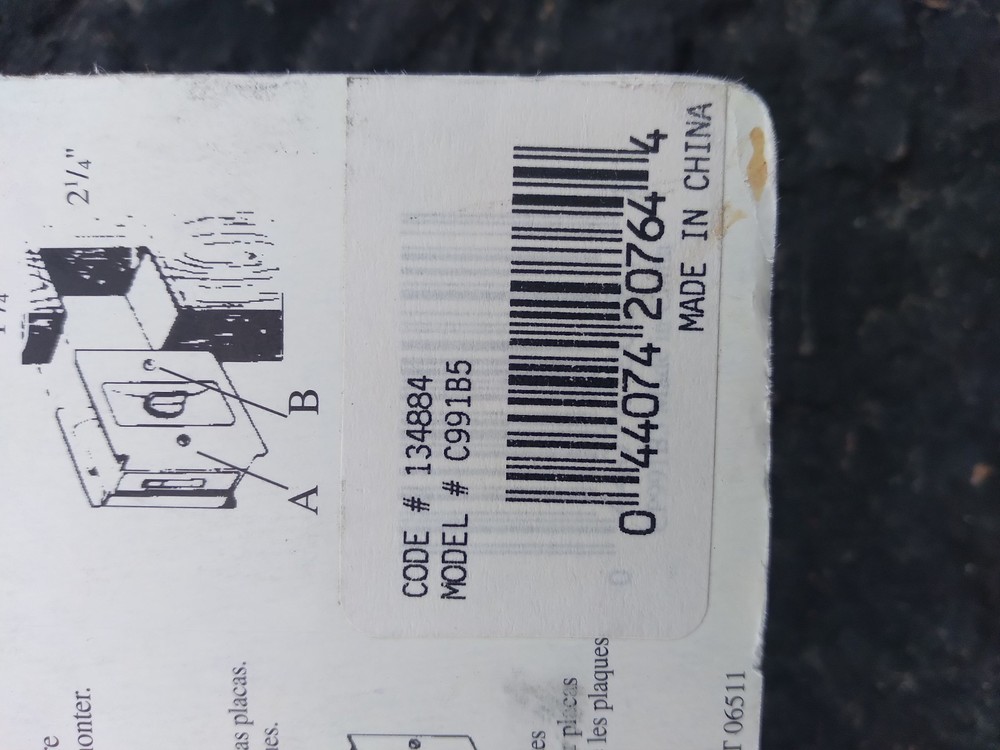 2¼"
B
A
CODE # 134884
MODEL # C991B5
0 44074 20764 4
MADE IN CHINA
onter.
as placas.
es
placas
les plaques
T 06511